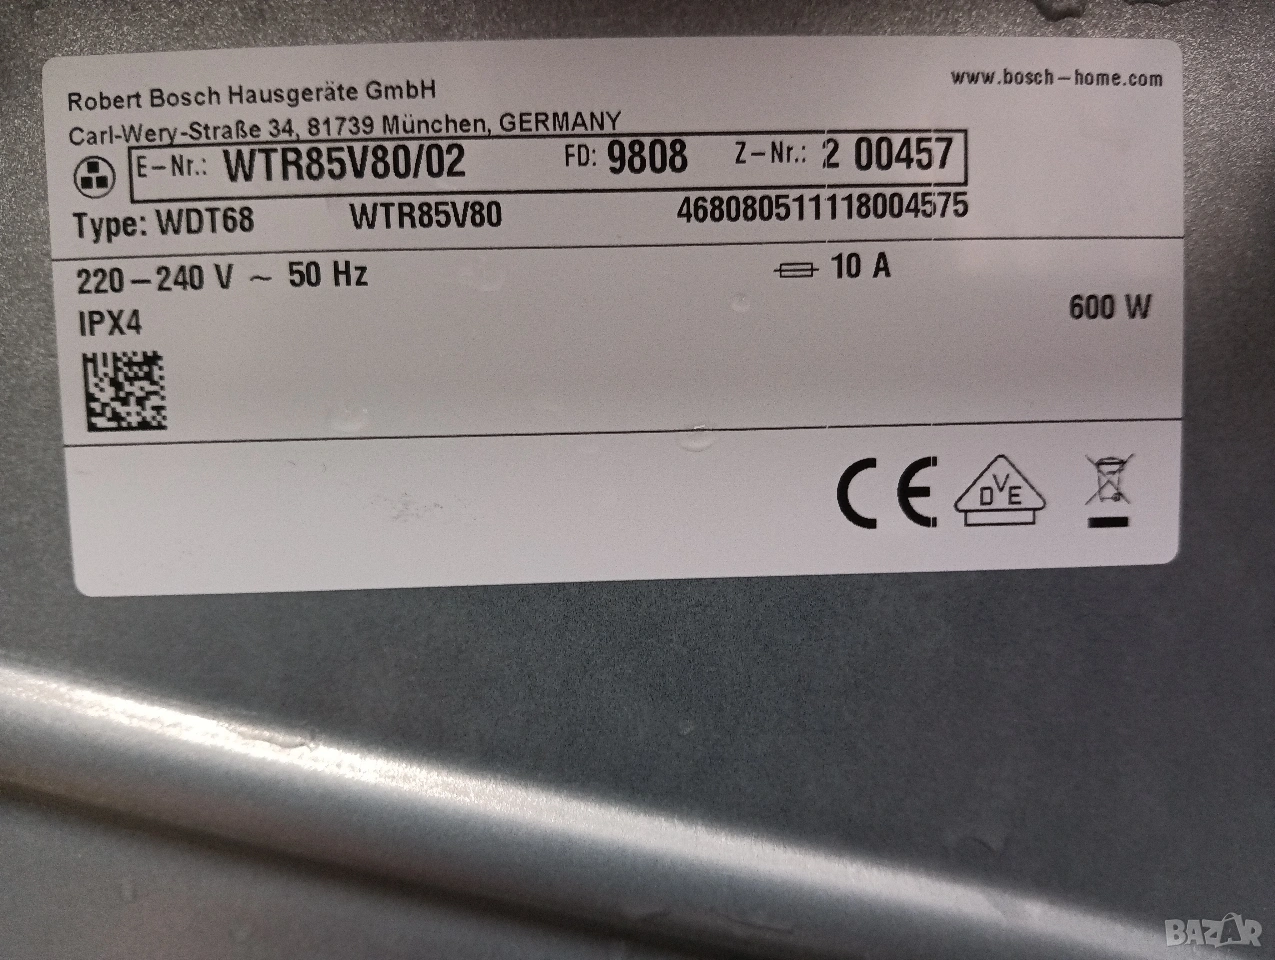 Robert Bosch Hausgeräte GmbH
www.bosch-home.com
Carl-Wery-Straße 34, 81739 München, GERMANY
E-Nr.: WTR85V80/02 FD: 9808 Z-Nr.: 2 00457
Type: WDT68 WTR85V80 468080511118004575
220-240 V ~ 50 Hz 10 A
600 W
IPX4
CE DVE
BAZAR